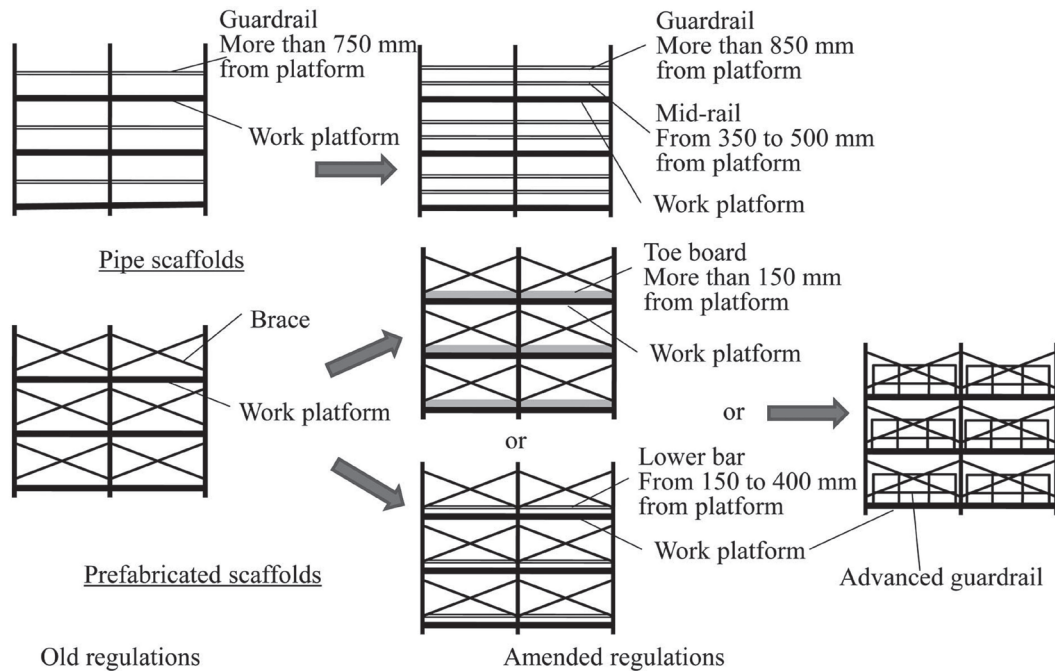 Guardrail
More than 750 mm
from platform
Work platform
Guardrail
More than 850 mm
from platform
Mid-rail
From 350 to 500 mm
from platform
Work platform
Pipe scaffolds
Brace
Work platform
Toe board
More than 150 mm
from platform
Work platform
or
or
Lower bar
From 150 to 400 mm
from platform
Work platform
Advanced guardrail
Prefabricated scaffolds
Old regulations
Amended regulations